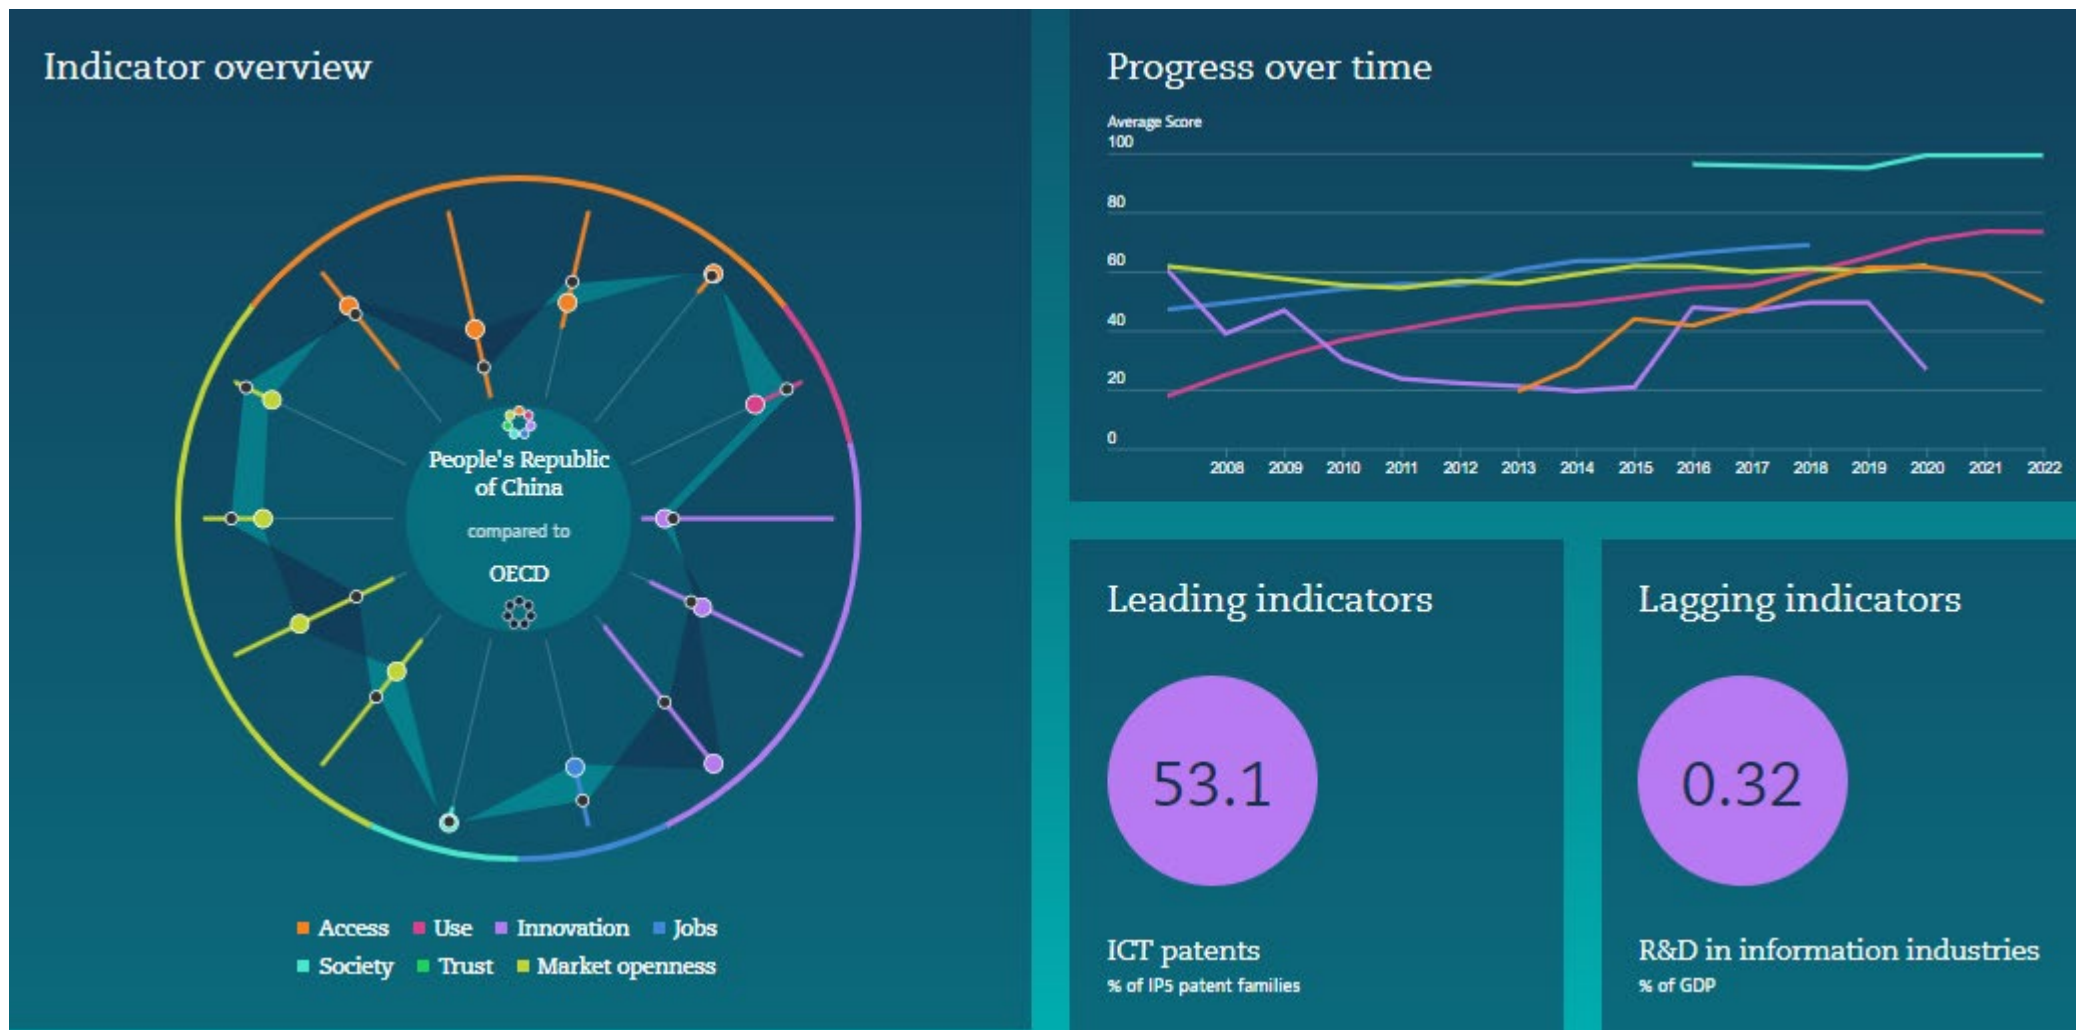 Indicator overview
People's Republic
of China
compared to
OECD
Access Use Innovation Jobs
Society Trust Market openness
Progress over time
Average Score
100
80
60
40
20
0
2008 2009 2010 2011 2012 2013 2014 2015 2016 2017 2018 2019 2020 2021 2022
Leading indicators
53.1
ICT patents
% of IP5 patent families
Lagging indicators
0.32
R&D in information industries
% of GDP